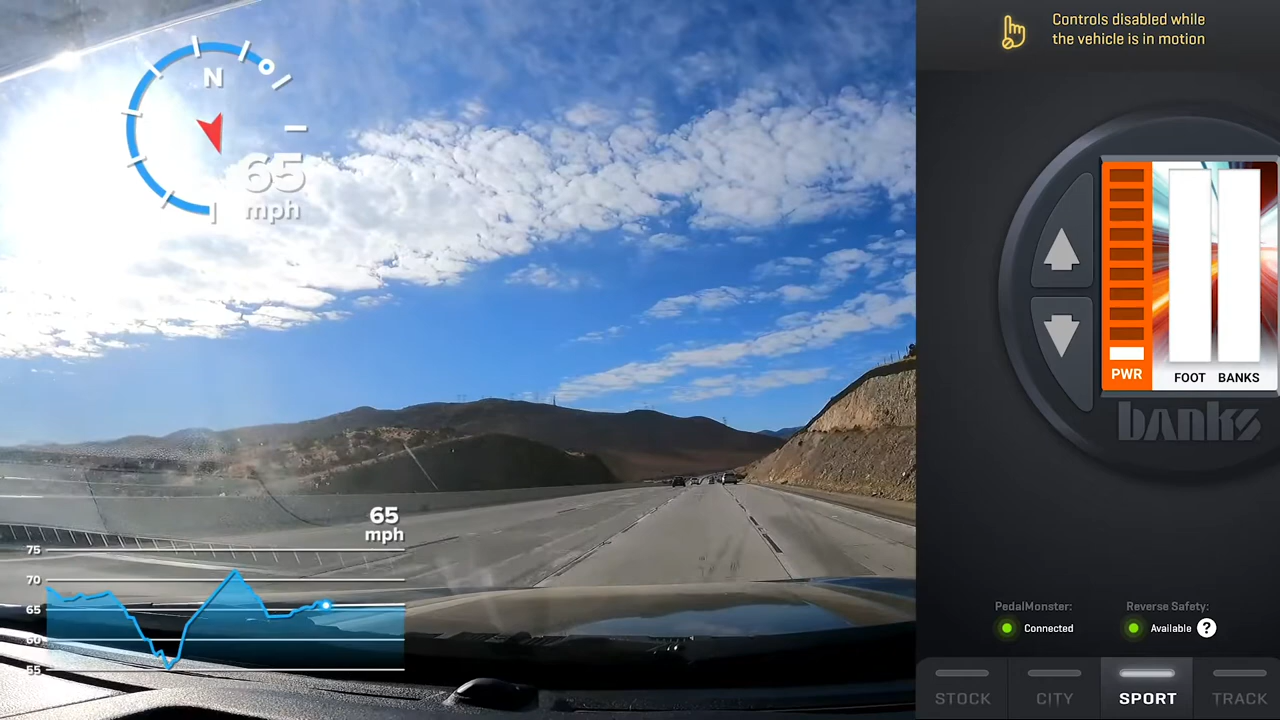 N
65
mph
65
mph
75
70
65
60
55
Controls disabled while
the vehicle is in motion
PWR
FOOT BANKS
banks
PedalMonster:
Connected
Reverse Safety:
Available ?
STOCK
CITY
SPORT
TRACK